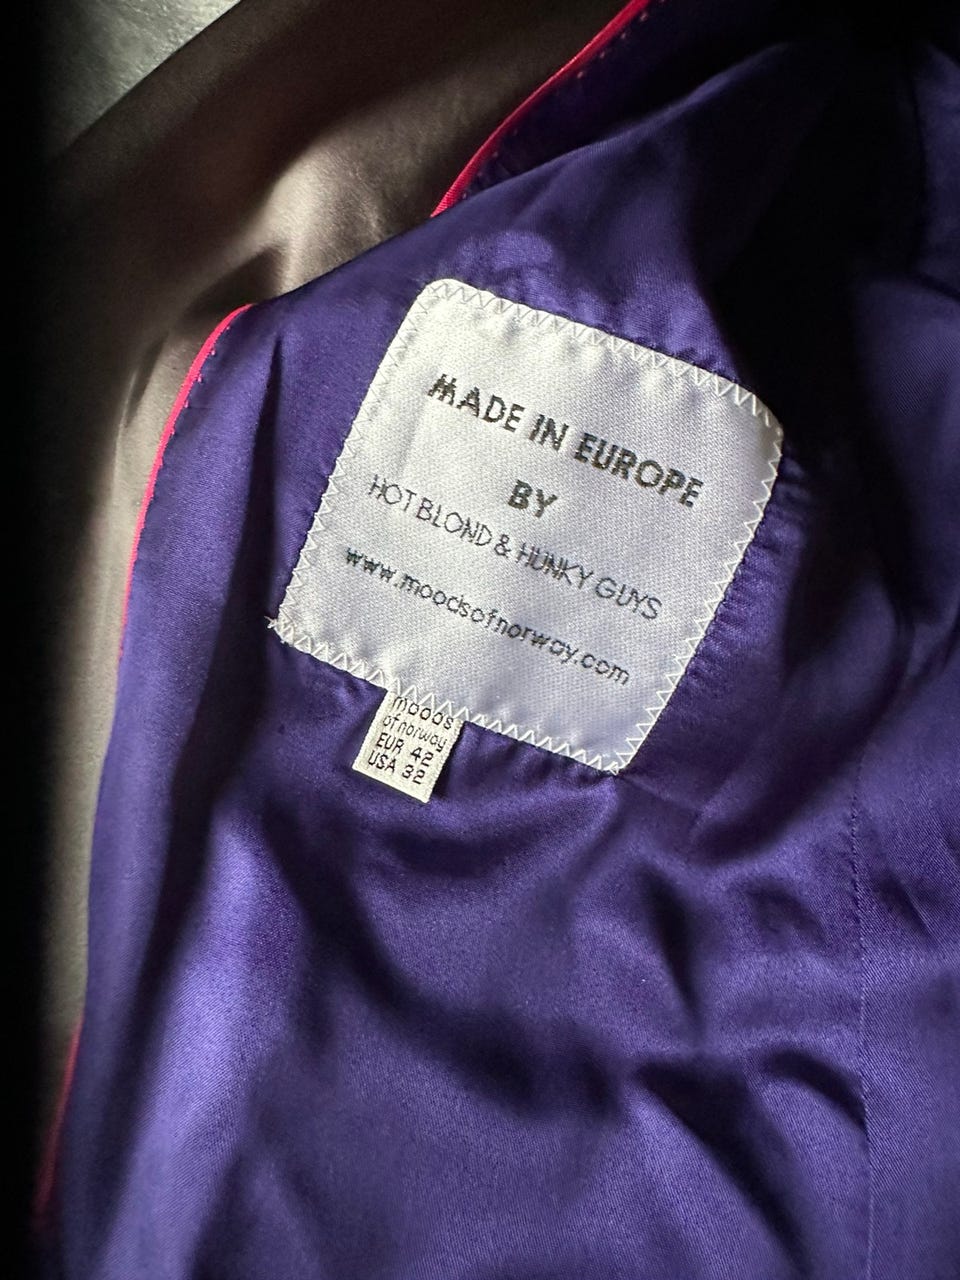 MADE IN EUROPE
BY
HOT BLOND & HUNKY GUYS
www.moodsofnorway.com
moods
of norway
EUR 42
USA 32